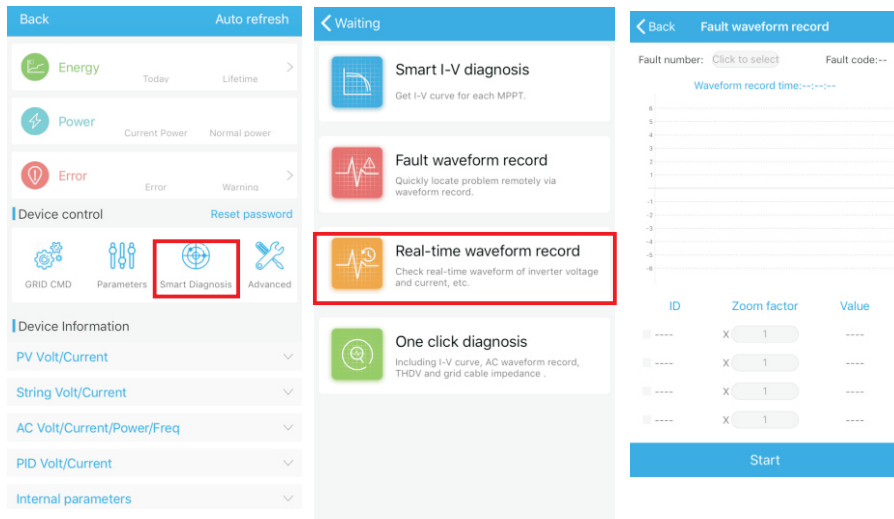 Back Auto refresh
Energy
Today Lifetime
Power
Current Power Normal power
Error
Error Warning
Device control Reset password
GRID CMD Parameters Smart Diagnosis Advanced
Device Information
PV Volt/Current
String Volt/Current
AC Volt/Current/Power/Freq
PID Volt/Current
Internal parameters
Waiting
Smart I-V diagnosis
Get I-V curve for each MPPT.
Fault waveform record
Quickly locate problem remotely via
waveform record.
Real-time waveform record
Check real-time waveform of inverter voltage
and current, etc.
One click diagnosis
Including I-V curve, AC waveform record,
THDV and grid cable impedance .
Back Fault waveform record
Fault number: Click to select Fault code:--
Waveform record time:--:--:--
6
5
4
3
2
1
-1
-2
-3
-4
-5
-6
ID Zoom factor Value
---- X 1 ----
---- X 1 ----
---- X 1 ----
---- X 1 ----
Start